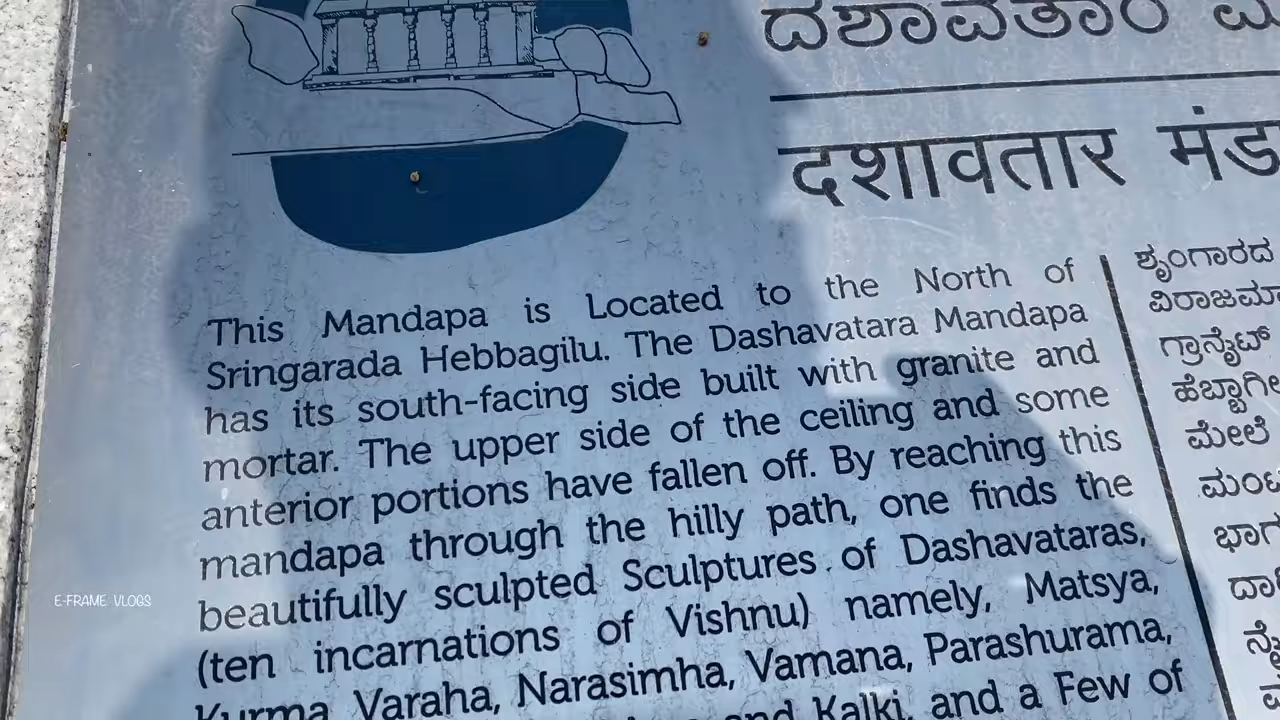 ದಶಾವತಾರ
दशावतार
This Mandapa is Located to the North of
Sringarada Hebbagilu. The Dashavatara Mandapa
has its south-facing side built with granite and
mortar. The upper side of the ceiling and some
anterior portions have fallen off. By reaching this
mandapa through the hilly path, one finds the
beautifully sculpted Sculptures of Dashavataras,
(ten incarnations of Vishnu) namely, Matsya,
Kurma, Varaha, Narasimha, Vamana, Parashurama,
and Kalki, and a Few of
ಶೃಂಗಾರದ
ಗ್ರಾನೈಟ್
ಮೇಲೆ
E-FRAME VLOGS